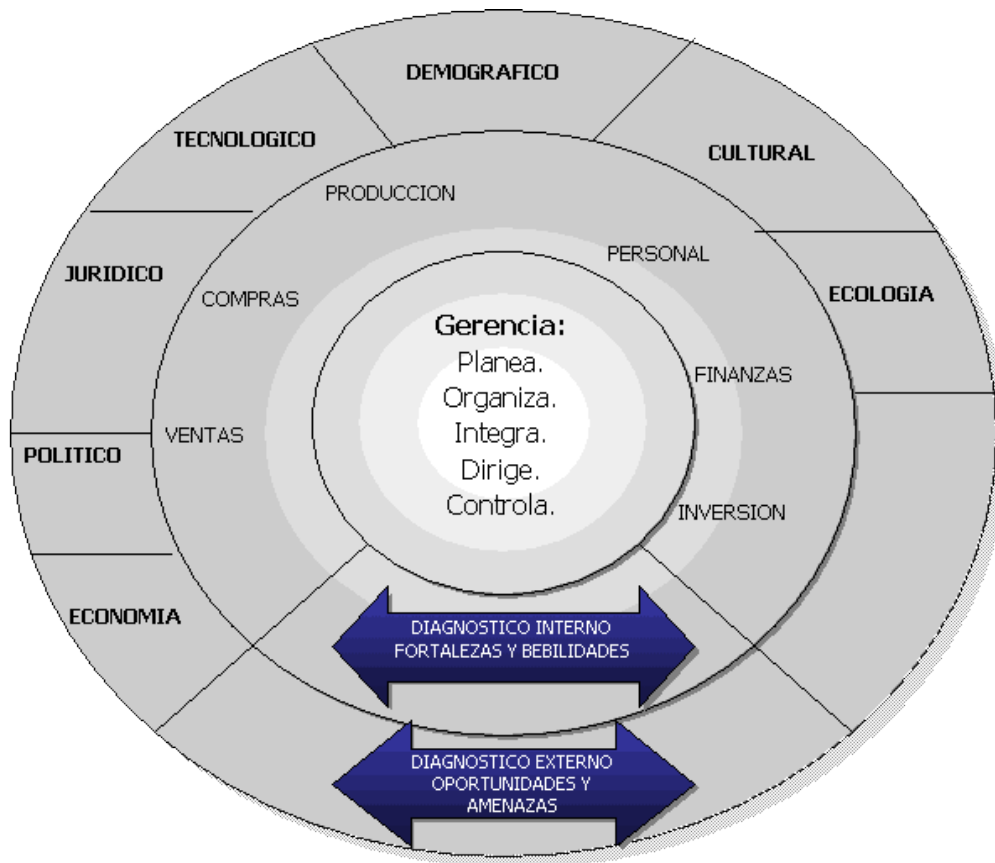 DEMOGRAFICO
TECNOLOGICO
CULTURAL
PRODUCCION
PERSONAL
JURIDICO
COMPRAS
ECOLOGIA
Gerencia:
Planea.
Organiza.
Integra.
Dirige.
Controla.
FINANZAS
VENTAS
POLITICO
INVERSION
ECONOMIA
DIAGNOSTICO INTERNO
FORTALEZAS Y BEBILIDADES
DIAGNOSTICO EXTERNO
OPORTUNIDADES Y
AMENAZAS